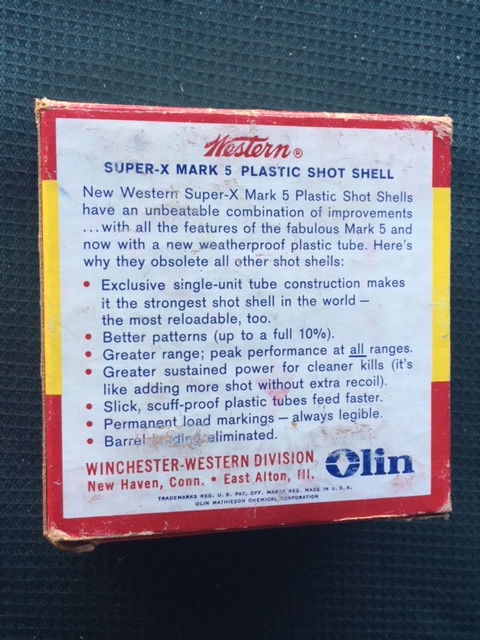 Western®
SUPER-X MARK 5 PLASTIC SHOT SHELL
New Western Super-X Mark 5 Plastic Shot Shells
have an unbeatable combination of improvements
...with all the features of the fabulous Mark 5 and
now with a new weatherproof plastic tube. Here's
why they obsolete all other shot shells:
• Exclusive single-unit tube construction makes
it the strongest shot shell in the world —
the most reloadable, too.
• Better patterns (up to a full 10%).
• Greater range; peak performance at all ranges.
• Greater sustained power for cleaner kills (it's
like adding more shot without extra recoil).
• Slick, scuff-proof plastic tubes feed faster.
• Permanent load markings — always legible.
• Barrel eliminated.
WINCHESTER-WESTERN DIVISION
New Haven, Conn. • East Alton, Ill.
Olin
TRADEMARKS REG. U.S. PAT. OFF. MARCAS REG. MADE IN U.S.A.
OLIN MATHIESON CHEMICAL CORPORATION